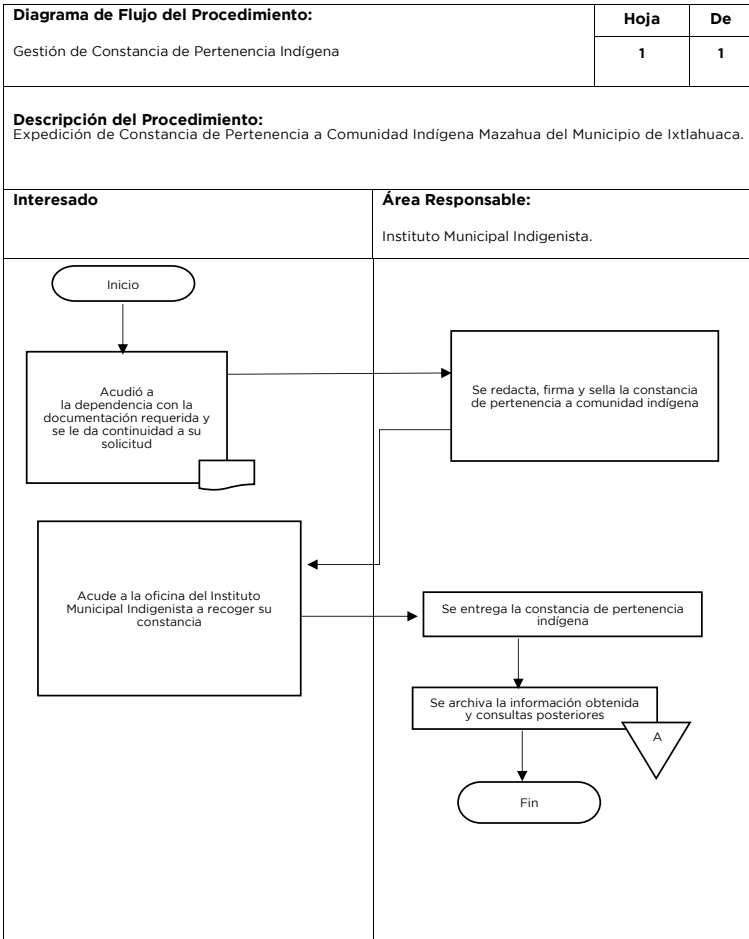 Diagrama de Flujo del Procedimiento:
Gestión de Constancia de Pertenencia Indígena
Hoja
De
1
1
Descripción del Procedimiento:
Expedición de Constancia de Pertenencia a Comunidad Indígena Mazahua del Municipio de Ixtlahuaca.
Interesado
Área Responsable:
Instituto Municipal Indigenista.
Inicio
Acudió a
la dependencia con la
documentación requerida y
se le da continuidad a su
solicitud
Se redacta, firma y sella la constancia
de pertenencia a comunidad indígena
Acude a la oficina del Instituto
Municipal Indigenista a recoger su
constancia
Se entrega la constancia de pertenencia
indígena
Se archiva la información obtenida
y consultas posteriores
A
Fin